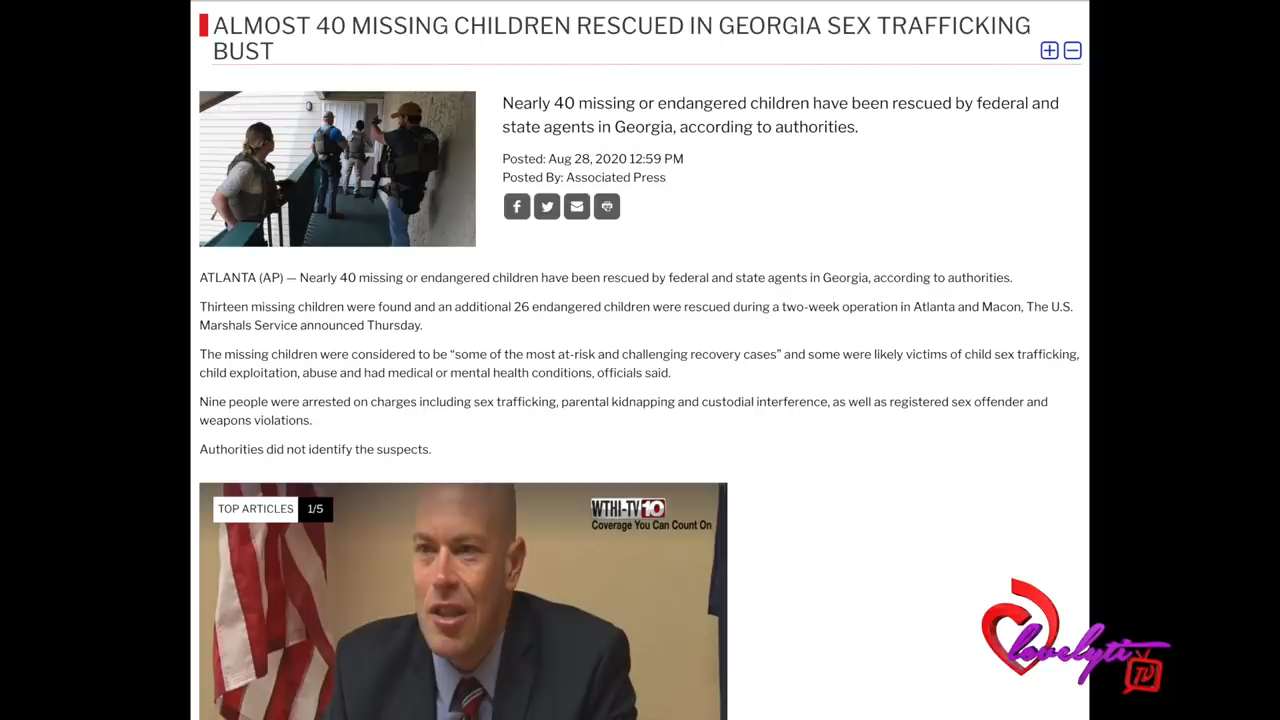 ALMOST 40 MISSING CHILDREN RESCUED IN GEORGIA SEX TRAFFICKING
BUST
Nearly 40 missing or endangered children have been rescued by federal and
state agents in Georgia, according to authorities.
Posted: Aug 28, 2020 12:59 PM
Posted By: Associated Press
ATLANTA (AP) — Nearly 40 missing or endangered children have been rescued by federal and state agents in Georgia, according to authorities.
Thirteen missing children were found and an additional 26 endangered children were rescued during a two-week operation in Atlanta and Macon, The U.S.
Marshals Service announced Thursday.
The missing children were considered to be “some of the most at-risk and challenging recovery cases” and some were likely victims of child sex trafficking,
child exploitation, abuse and had medical or mental health conditions, officials said.
Nine people were arrested on charges including sex trafficking, parental kidnapping and custodial interference, as well as registered sex offender and
weapons violations.
Authorities did not identify the suspects.
TOP ARTICLES 1/5
WTHI-TV 10
Coverage You Can Count On
lovelyti
TV